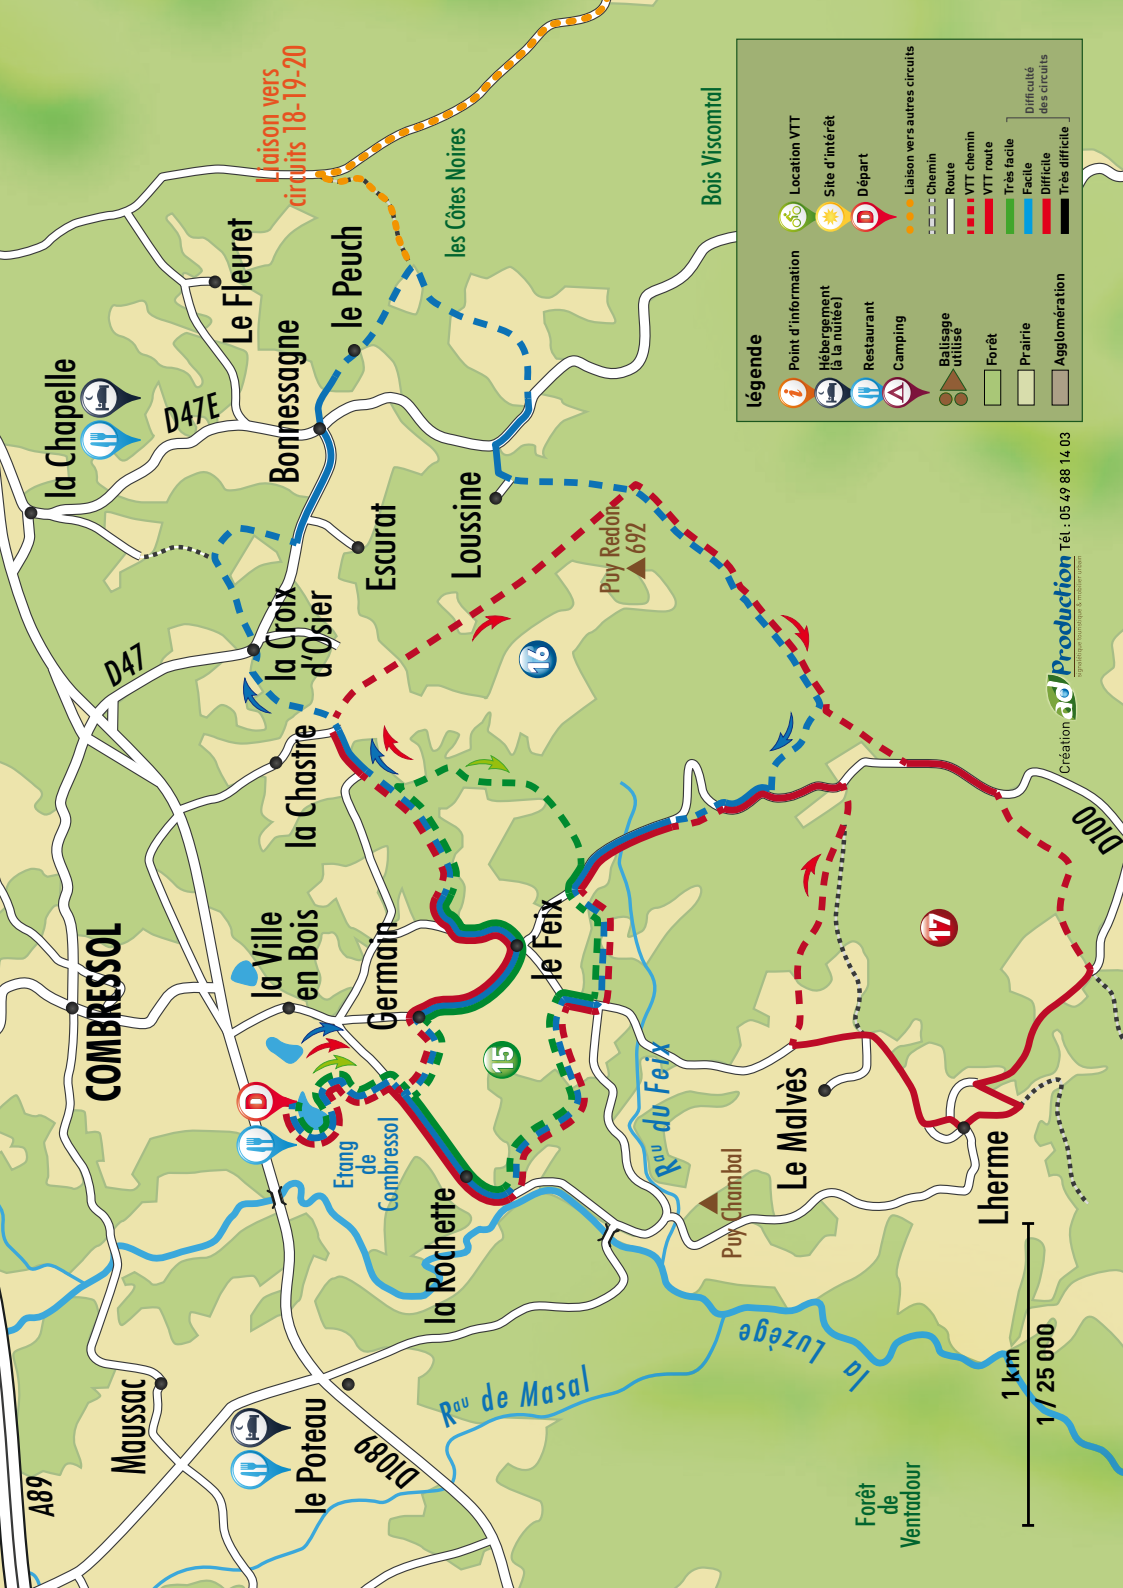 A89
Maussac
COMBRESSOL
D47
la Chapelle
D47E
le Poteau
D1089
la Ville
en Bois
la Chastre
la Croix
d'Osier
Bonnessagne
Le Fleuret
Liaison vers
circuits 18-19-20
D
Etang
de
Combressol
Germain
Escurat
le Peuch
la Rochette
Loussine
les Côtes Noires
15
le Feix
16
Puy Redon
692
Rau de Masal
Rau du Feix
Puy Chambal
la Luzège
Le Malvès
Bois Viscomtal
Forêt
de
Ventadour
17
Lherme
D100
1 km
1 / 25 000
légende
Point d'information
Hébergement
(à la nuitée)
Restaurant
Camping
Balisage
utilisé
Forêt
Prairie
Agglomération
Location VTT
Site d'intérêt
Départ
Liaison vers autres circuits
Chemin
Route
VTT chemin
VTT route
Très facile
Facile
Difficile
Très difficile
Difficulté
des circuits
Création ad Production Tél : 05 49 88 14 03
signalétique touristique & mobilier urbain